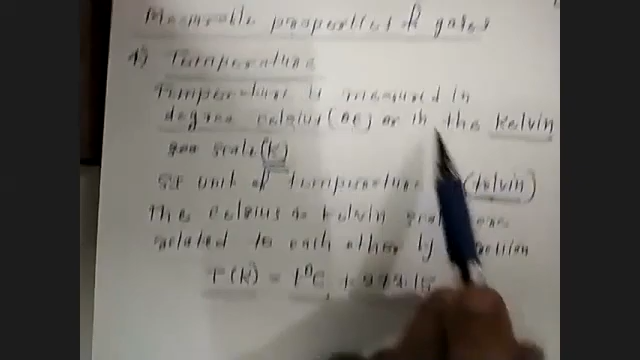 Measurable properties of gases
1) Temperature
Temperature is measured in
degree celsius (0C) or in the Kelvin
scale (K)
SI unit of temperature (kelvin)
The celsius & kelvin scale are
related to each other by
T(K) = t°C + 273.15